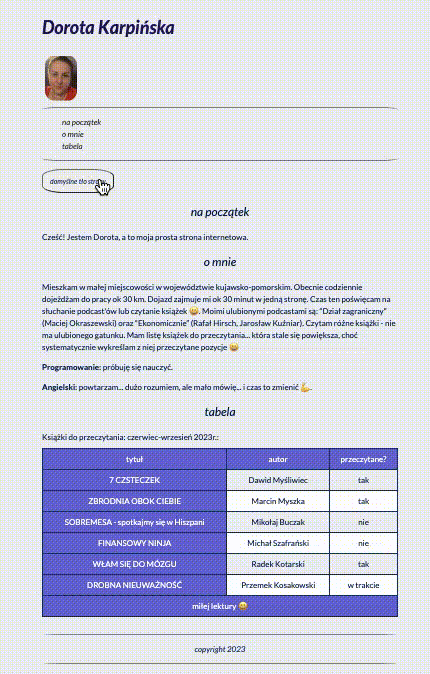 Dorota Karpińska
na początek
o mnie
tabela
domyślne tło strony
na początek
Cześć! Jestem Dorota, a to moja prosta strona internetowa.
o mnie
Mieszkam w małej miejscowości w województwie kujawsko-pomorskim. Obecnie codziennie
dojeżdżam do pracy ok 30 km. Dojazd zajmuje mi ok 30 minut w jedną stronę. Czas ten poświęcam na
słuchanie podcast'ów lub czytanie książek 😀. Moimi ulubionymi podcastami są: "Dział zagraniczny"
(Maciej Okraszewski) oraz "Ekonomicznie" (Rafał Hirsch, Jarosław Kuźniar). Czytam różne książki - nie
ma ulubionego gatunku. Mam listę książek do przeczytania... która stale się powiększa, choć
systematycznie wykreślam z niej przeczytane pozycje 😀
Programowanie: próbuję się nauczyć.
Angielski: powtarzam... dużo rozumiem, ale mało mówię... i czas to zmienić 💪.
tabela
Książki do przeczytania: czerwiec-wrzesień 2023r.:
tytuł autor przeczytane?
7 CZSTECZEK Dawid Myśliwiec tak
ZBRODNIA OBOK CIEBIE Marcin Myszka tak
SOBREMESA - spotkajmy się w Hiszpani Mikołaj Buczak nie
FINANSOWY NINJA Michał Szafrański nie
WŁAM SIĘ DO MÓZGU Radek Kotarski tak
DROBNA NIEUWAŻNOŚĆ Przemek Kosakowski w trakcie
miłej lektury 😀
copyright 2023